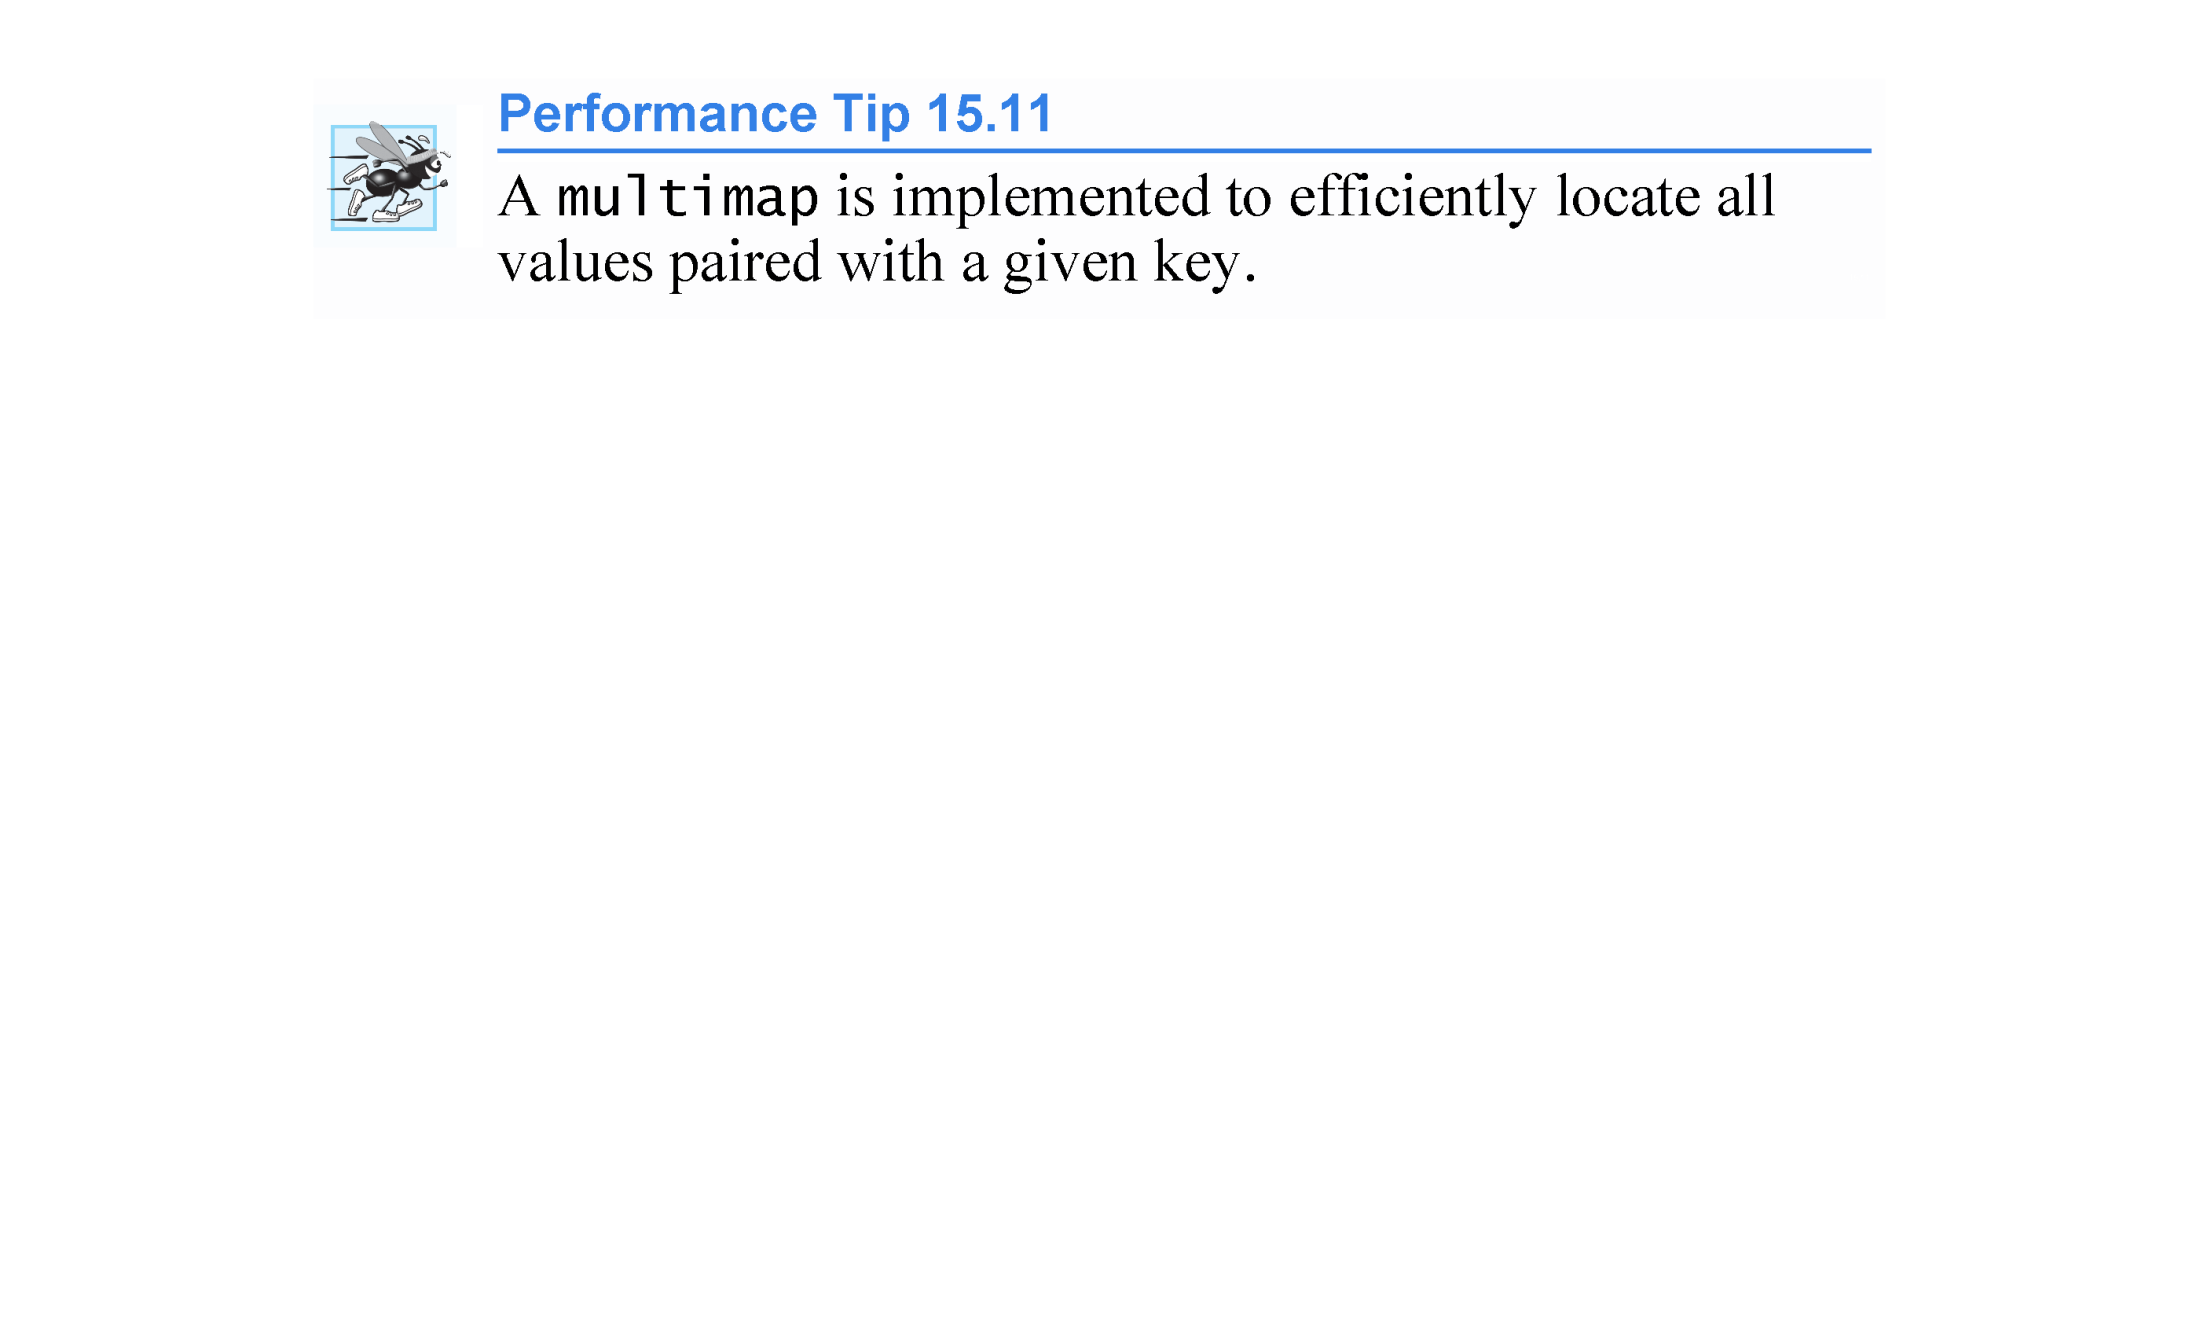 Performance Tip 15.11
A multimap is implemented to efficiently locate all
values paired with a given key.